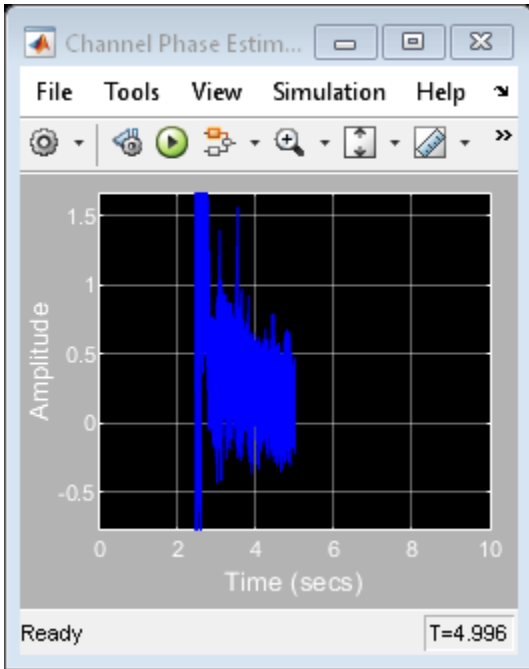 Channel Phase Estim...
File Tools View Simulation Help
1.5
1
0.5
0
-0.5
Amplitude
0 2 4 6 8 10
Time (secs)
Ready T=4.996